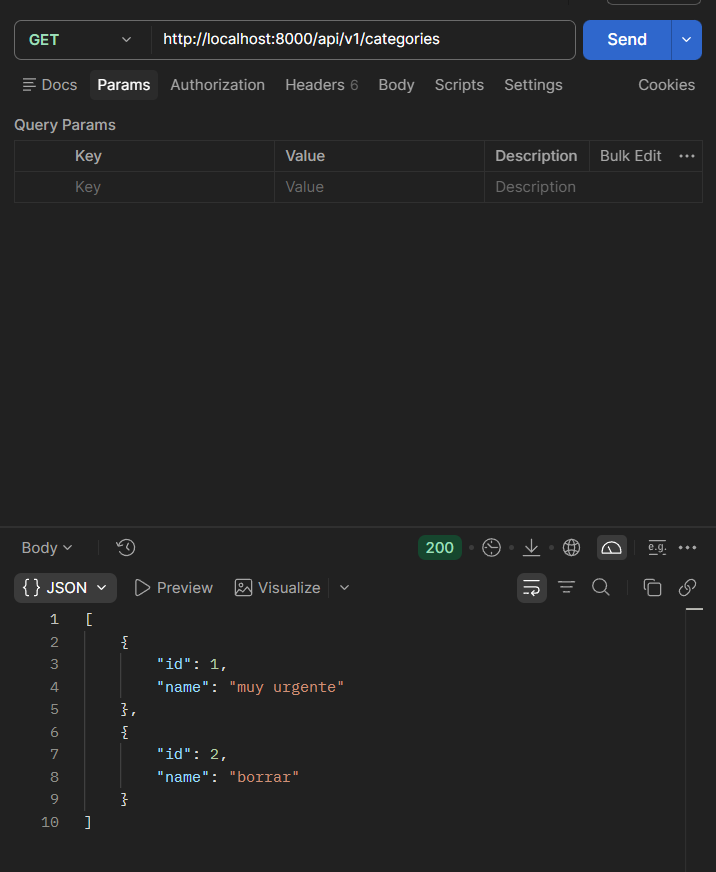 GET http://localhost:8000/api/v1/categories Send
Docs Params Authorization Headers 6 Body Scripts Settings Cookies
Query Params
Key Value Description Bulk Edit
Key Value Description
Body 200 e.g.
{} JSON Preview Visualize
1 [
2 {
3 "id": 1,
4 "name": "muy urgente"
5 },
6 {
7 "id": 2,
8 "name": "borrar"
9 }
10 ]